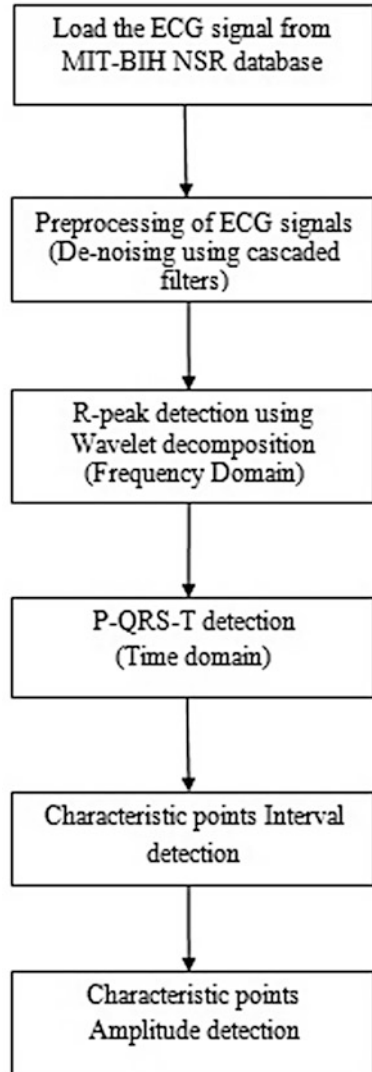 Load the ECG signal from
MIT-BIH NSR database
Preprocessing of ECG signals
(De-noising using cascaded
filters)
R-peak detection using
Wavelet decomposition
(Frequency Domain)
P-QRS-T detection
(Time domain)
Characteristic points Interval
detection
Characteristic points
Amplitude detection